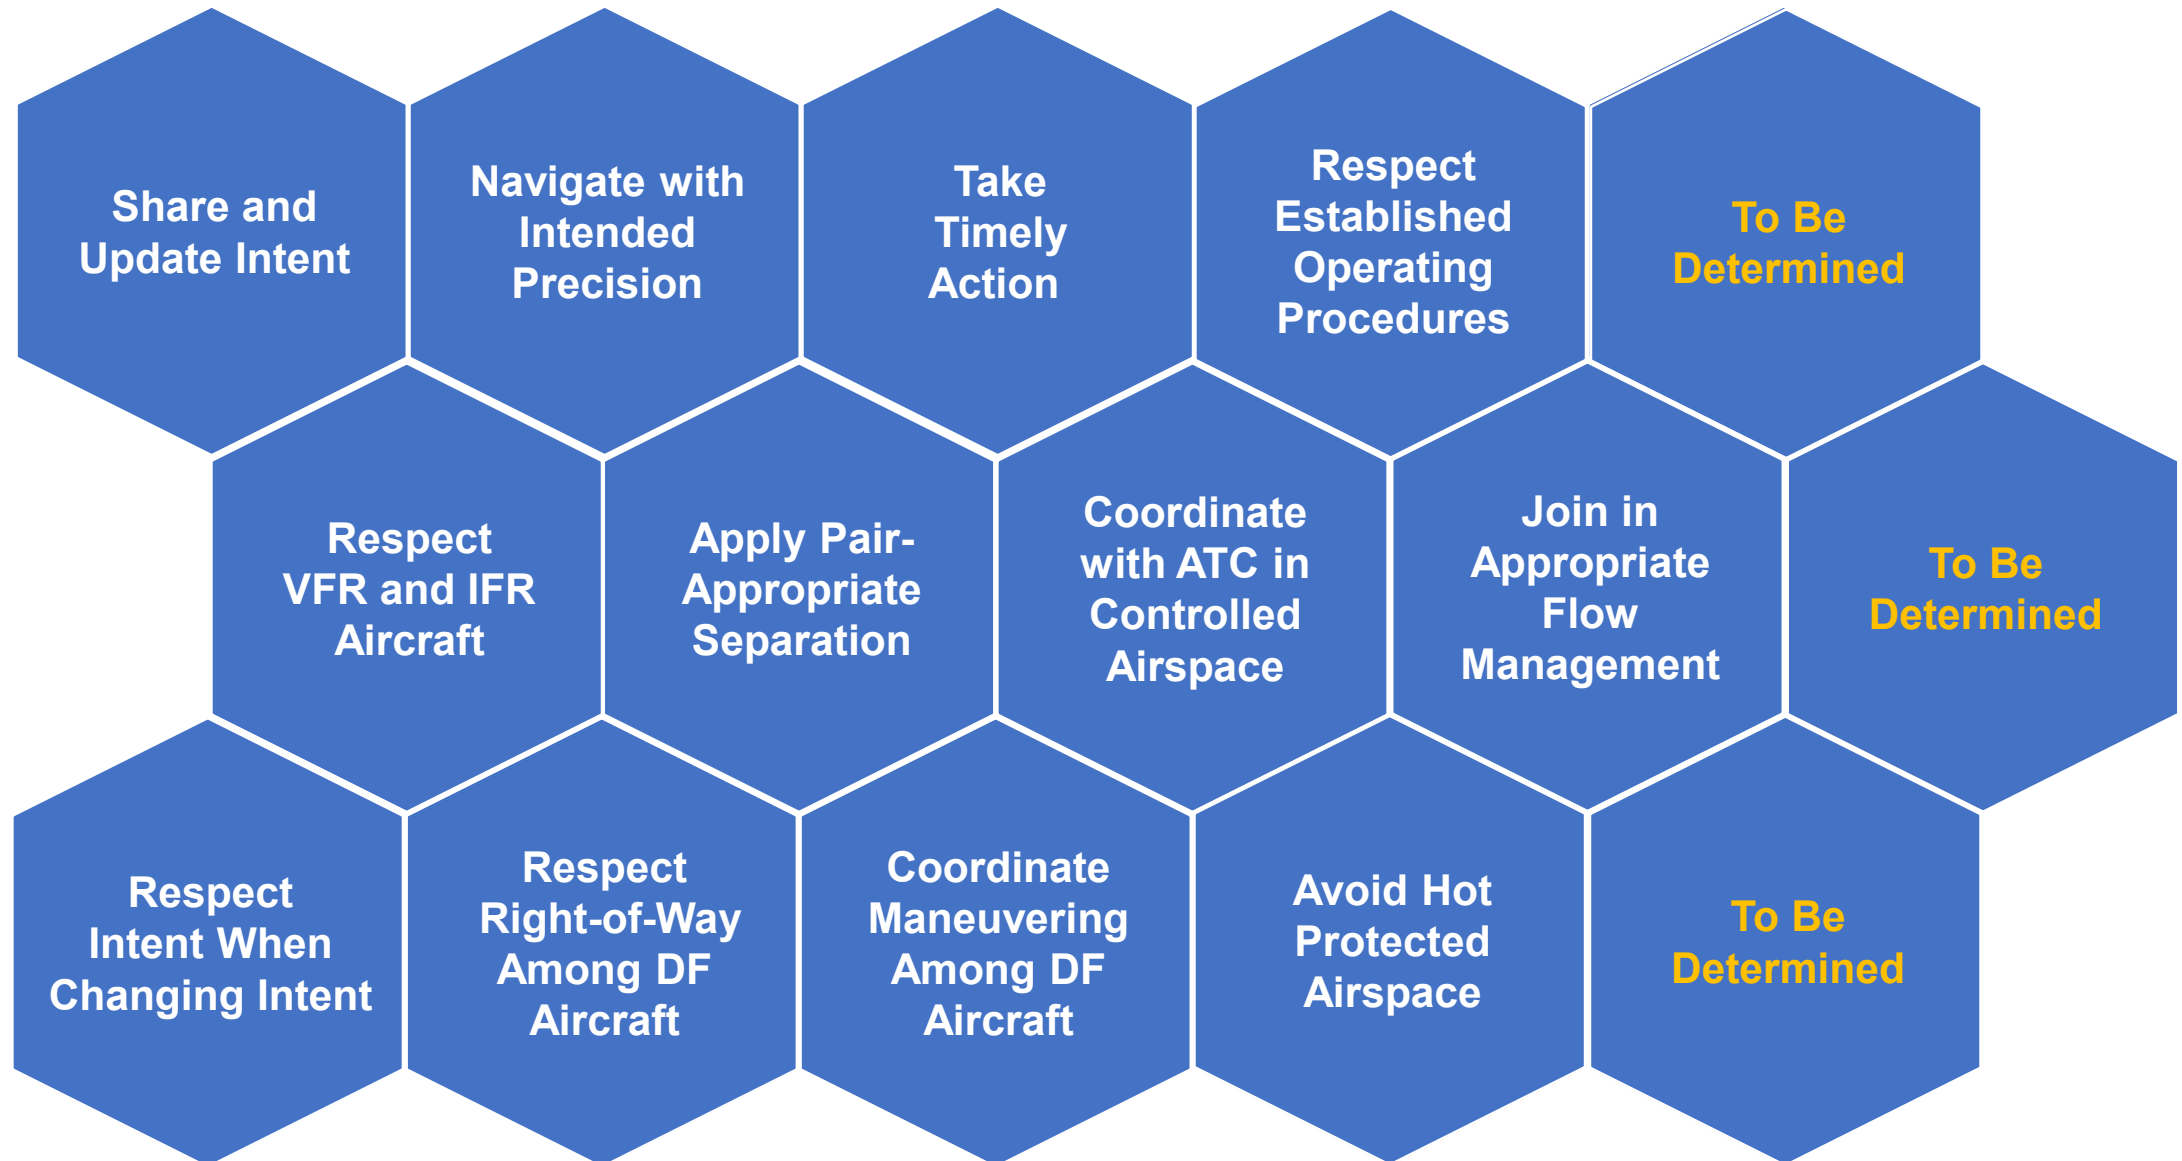 Share and
Update Intent
Navigate with
Intended
Precision
Take
Timely
Action
Respect
Established
Operating
Procedures
To Be
Determined
Respect
VFR and IFR
Aircraft
Apply Pair-
Appropriate
Separation
Coordinate
with ATC in
Controlled
Airspace
Join in
Appropriate
Flow
Management
To Be
Determined
Respect
Intent When
Changing Intent
Respect
Right-of-Way
Among DF
Aircraft
Coordinate
Maneuvering
Among DF
Aircraft
Avoid Hot
Protected
Airspace
To Be
Determined